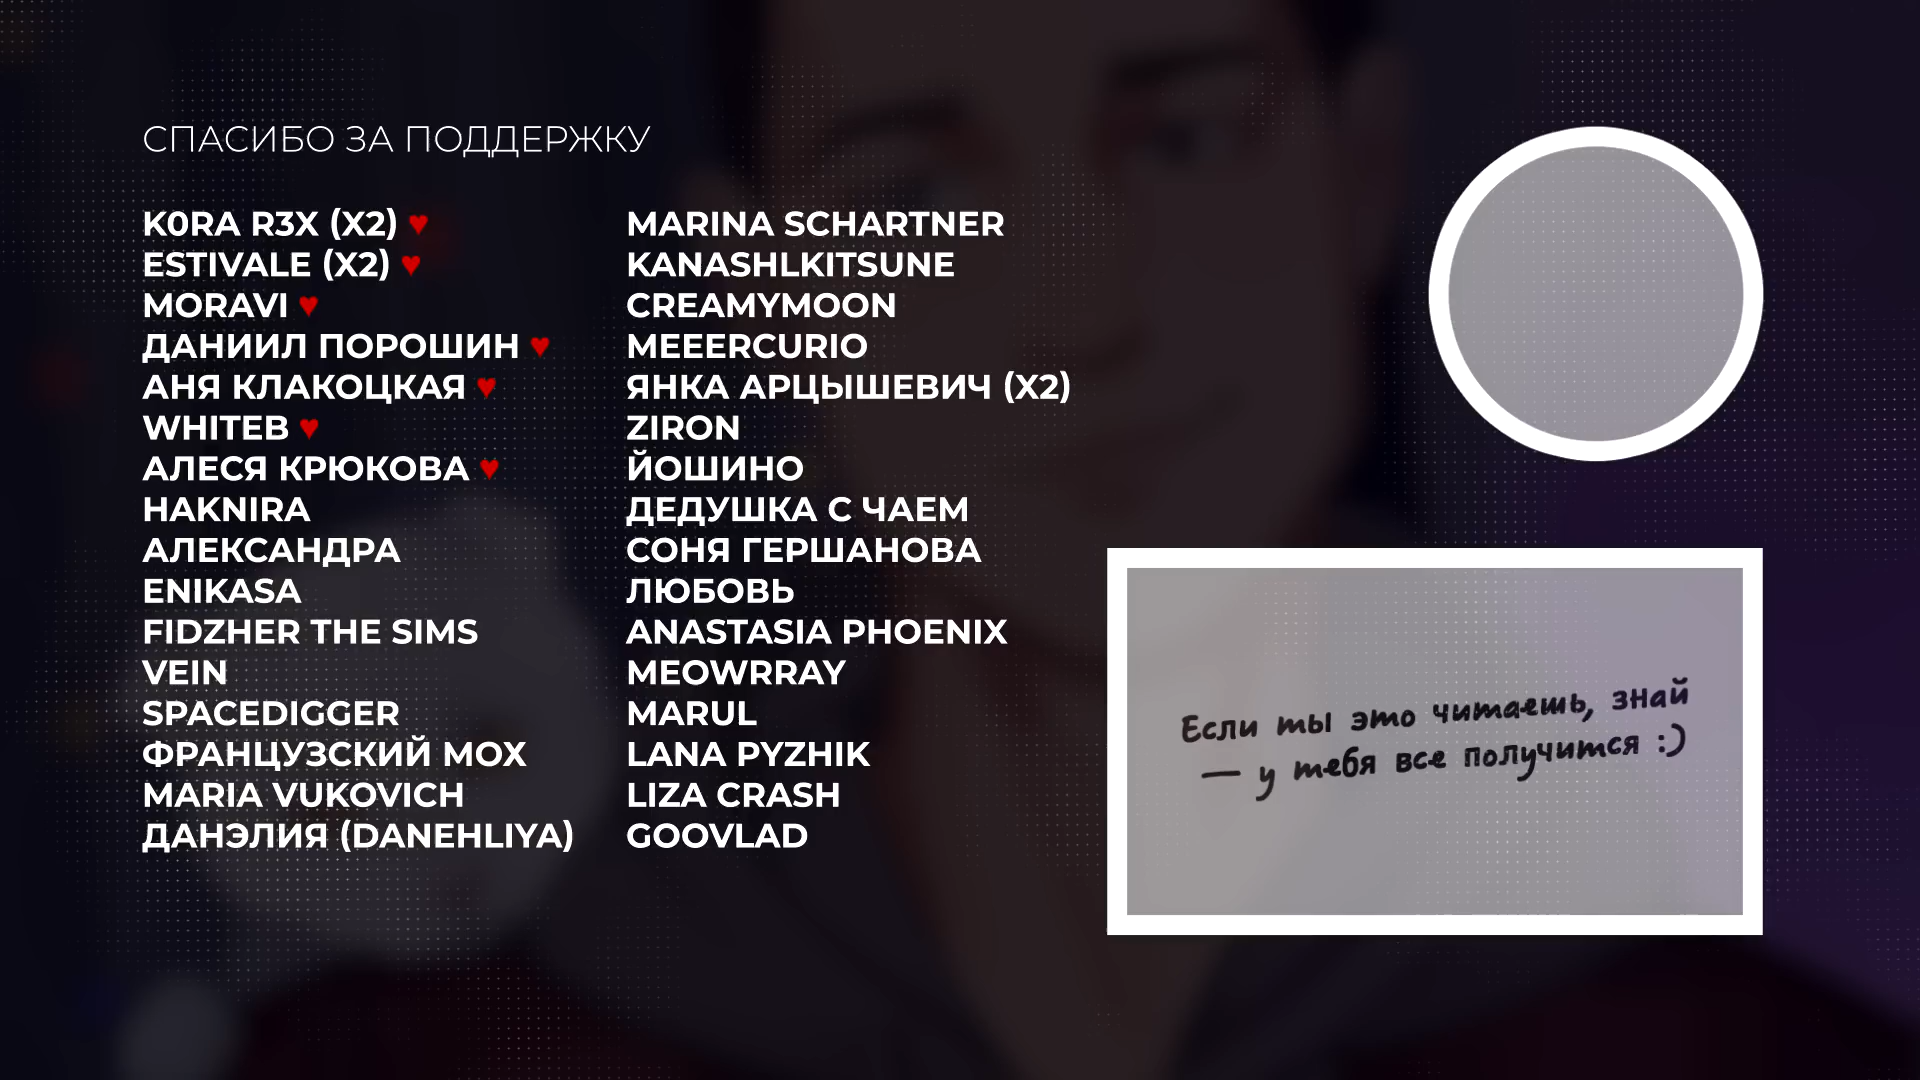 СПАСИБО ЗА ПОДДЕРЖКУ
K0RA R3X (X2) ♥
ESTIVALE (X2) ♥
MORAVI ♥
ДАНИИЛ ПОРОШИН ♥
АНЯ КЛАКОЦКАЯ ♥
WHITEB ♥
АЛЕСЯ КРЮКОВА ♥
HAKNIRA
АЛЕКСАНДРА
ENIKASA
FIDZHER THE SIMS
VEIN
SPACEDIGGER
ФРАНЦУЗСКИЙ МОХ
MARIA VUKOVICH
ДАНЭЛИЯ (DANEHLIYA)
MARINA SCHARTNER
KANASHLKITSUNE
CREAMYMOON
MEEERCURIO
ЯНКА АРЦЫШЕВИЧ (X2)
ZIRON
ЙОШИНО
ДЕДУШКА С ЧАЕМ
СОНЯ ГЕРШАНОВА
ЛЮБОВЬ
ANASTASIA PHOENIX
MEOWRRAY
MARUL
LANA PYZHIK
LIZA CRASH
GOOVLAD
Если ты это читаешь, знай
— у тебя все получится :)